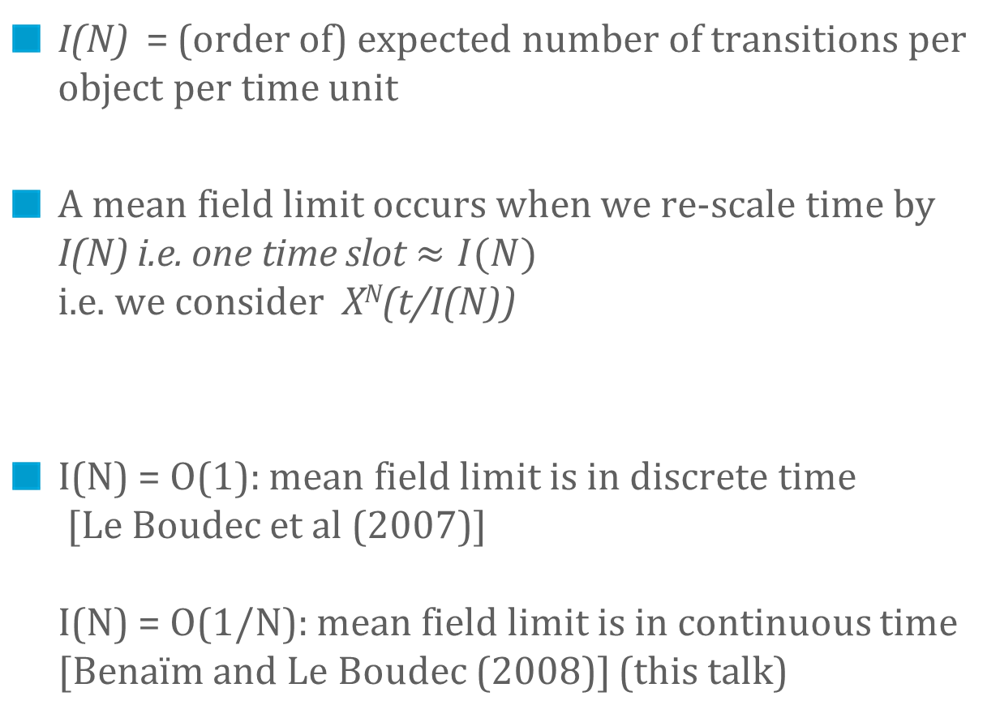 I(N) = (order of) expected number of transitions per
object per time unit
A mean field limit occurs when we re-scale time by
I(N) i.e. one time slot ≈ I(N)
i.e. we consider X^N(t/I(N))
I(N) = O(1): mean field limit is in discrete time
[Le Boudec et al (2007)]
I(N) = O(1/N): mean field limit is in continuous time
[Benaïm and Le Boudec (2008)] (this talk)